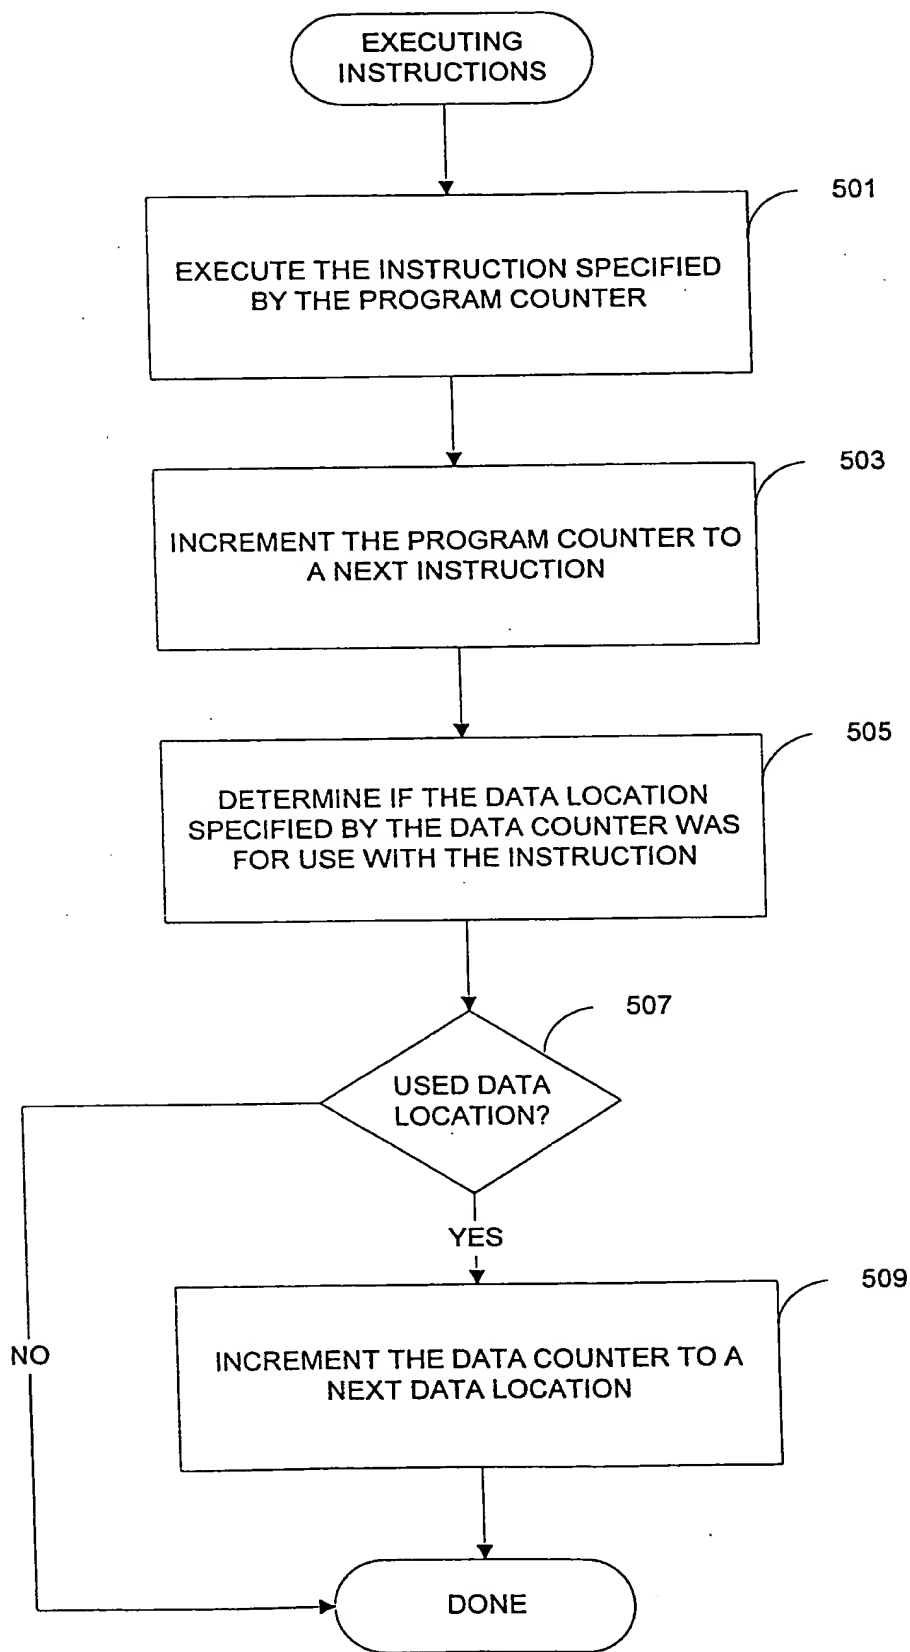 EXECUTING
INSTRUCTIONS
501
EXECUTE THE INSTRUCTION SPECIFIED
BY THE PROGRAM COUNTER
503
INCREMENT THE PROGRAM COUNTER TO
A NEXT INSTRUCTION
505
DETERMINE IF THE DATA LOCATION
SPECIFIED BY THE DATA COUNTER WAS
FOR USE WITH THE INSTRUCTION
507
USED DATA
LOCATION?
YES
509
NO
INCREMENT THE DATA COUNTER TO A
NEXT DATA LOCATION
DONE